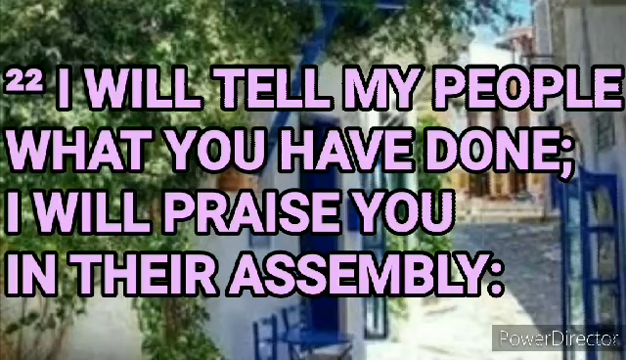 ²² I WILL TELL MY PEOPLE
WHAT YOU HAVE DONE;
I WILL PRAISE YOU
IN THEIR ASSEMBLY:
PowerDirector